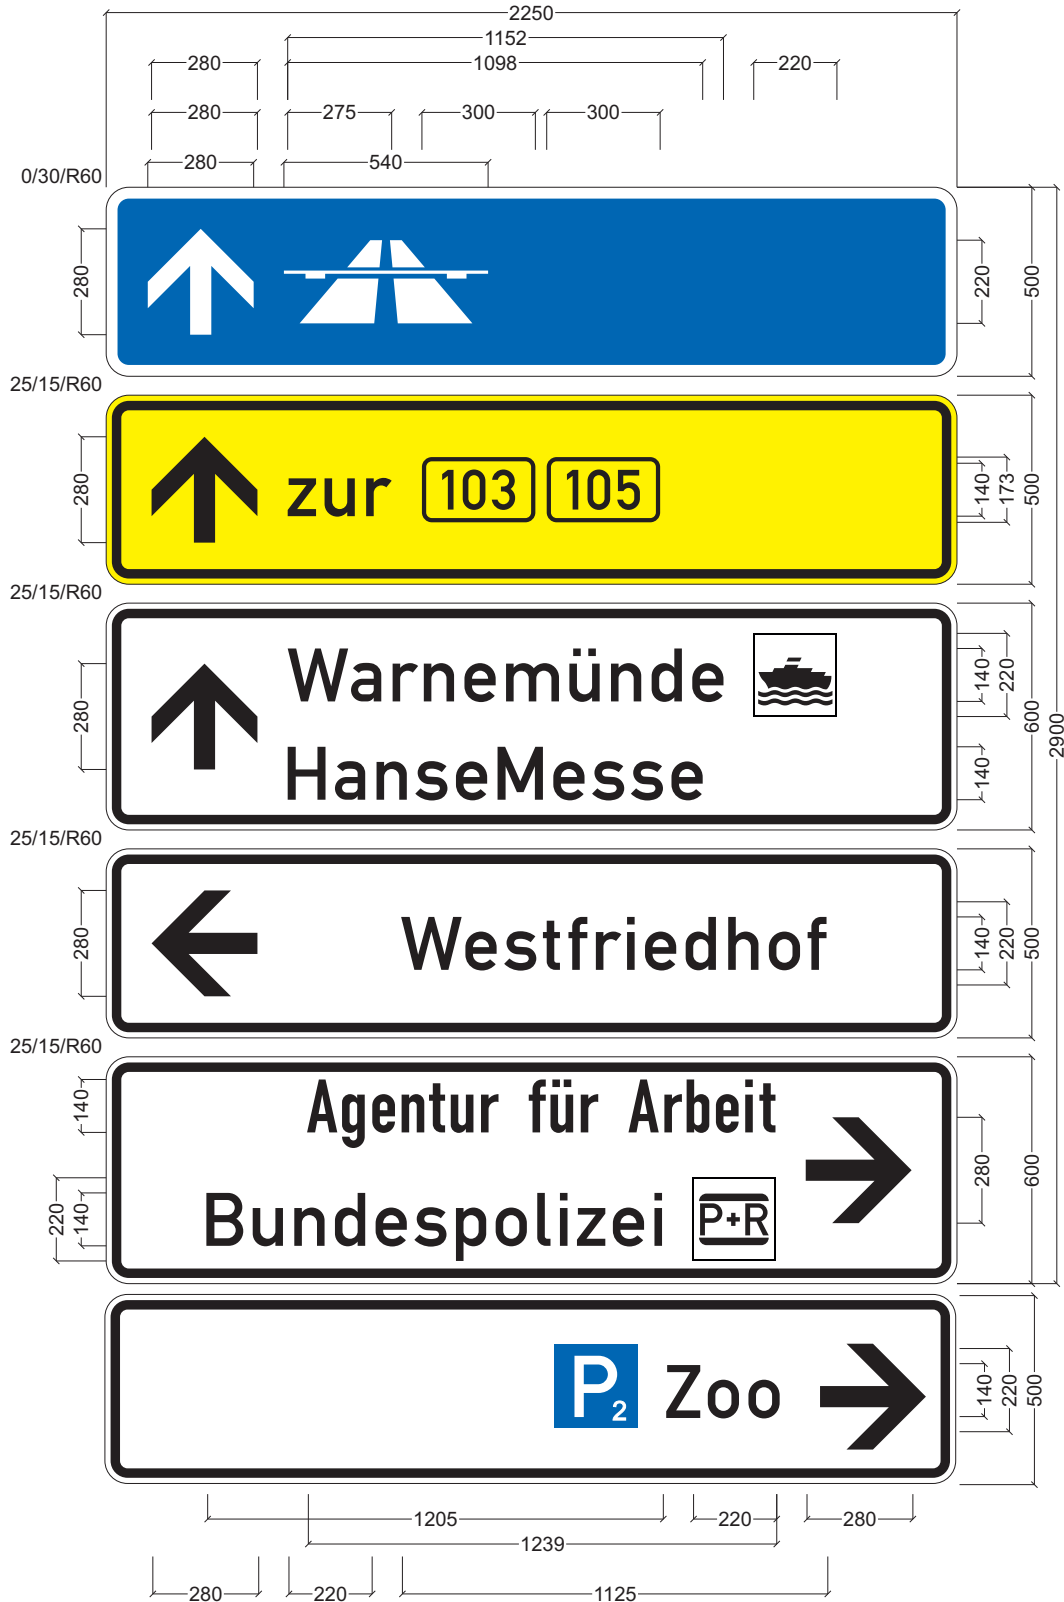 2250
1152
280 1098 220
280 275 300 300
280 540
0/30/R60
280 220 500
25/15/R60
zur 103 105
280 140 173 500
25/15/R60
Warnemünde
HanseMesse
280 140 220 140 600 2900
25/15/R60
Westfriedhof
280 140 220 500
25/15/R60
Agentur für Arbeit
140 280 600
Bundespolizei P+R
220 140
P2 Zoo
140 220 500
1205 220 280
1239
280 220 1125